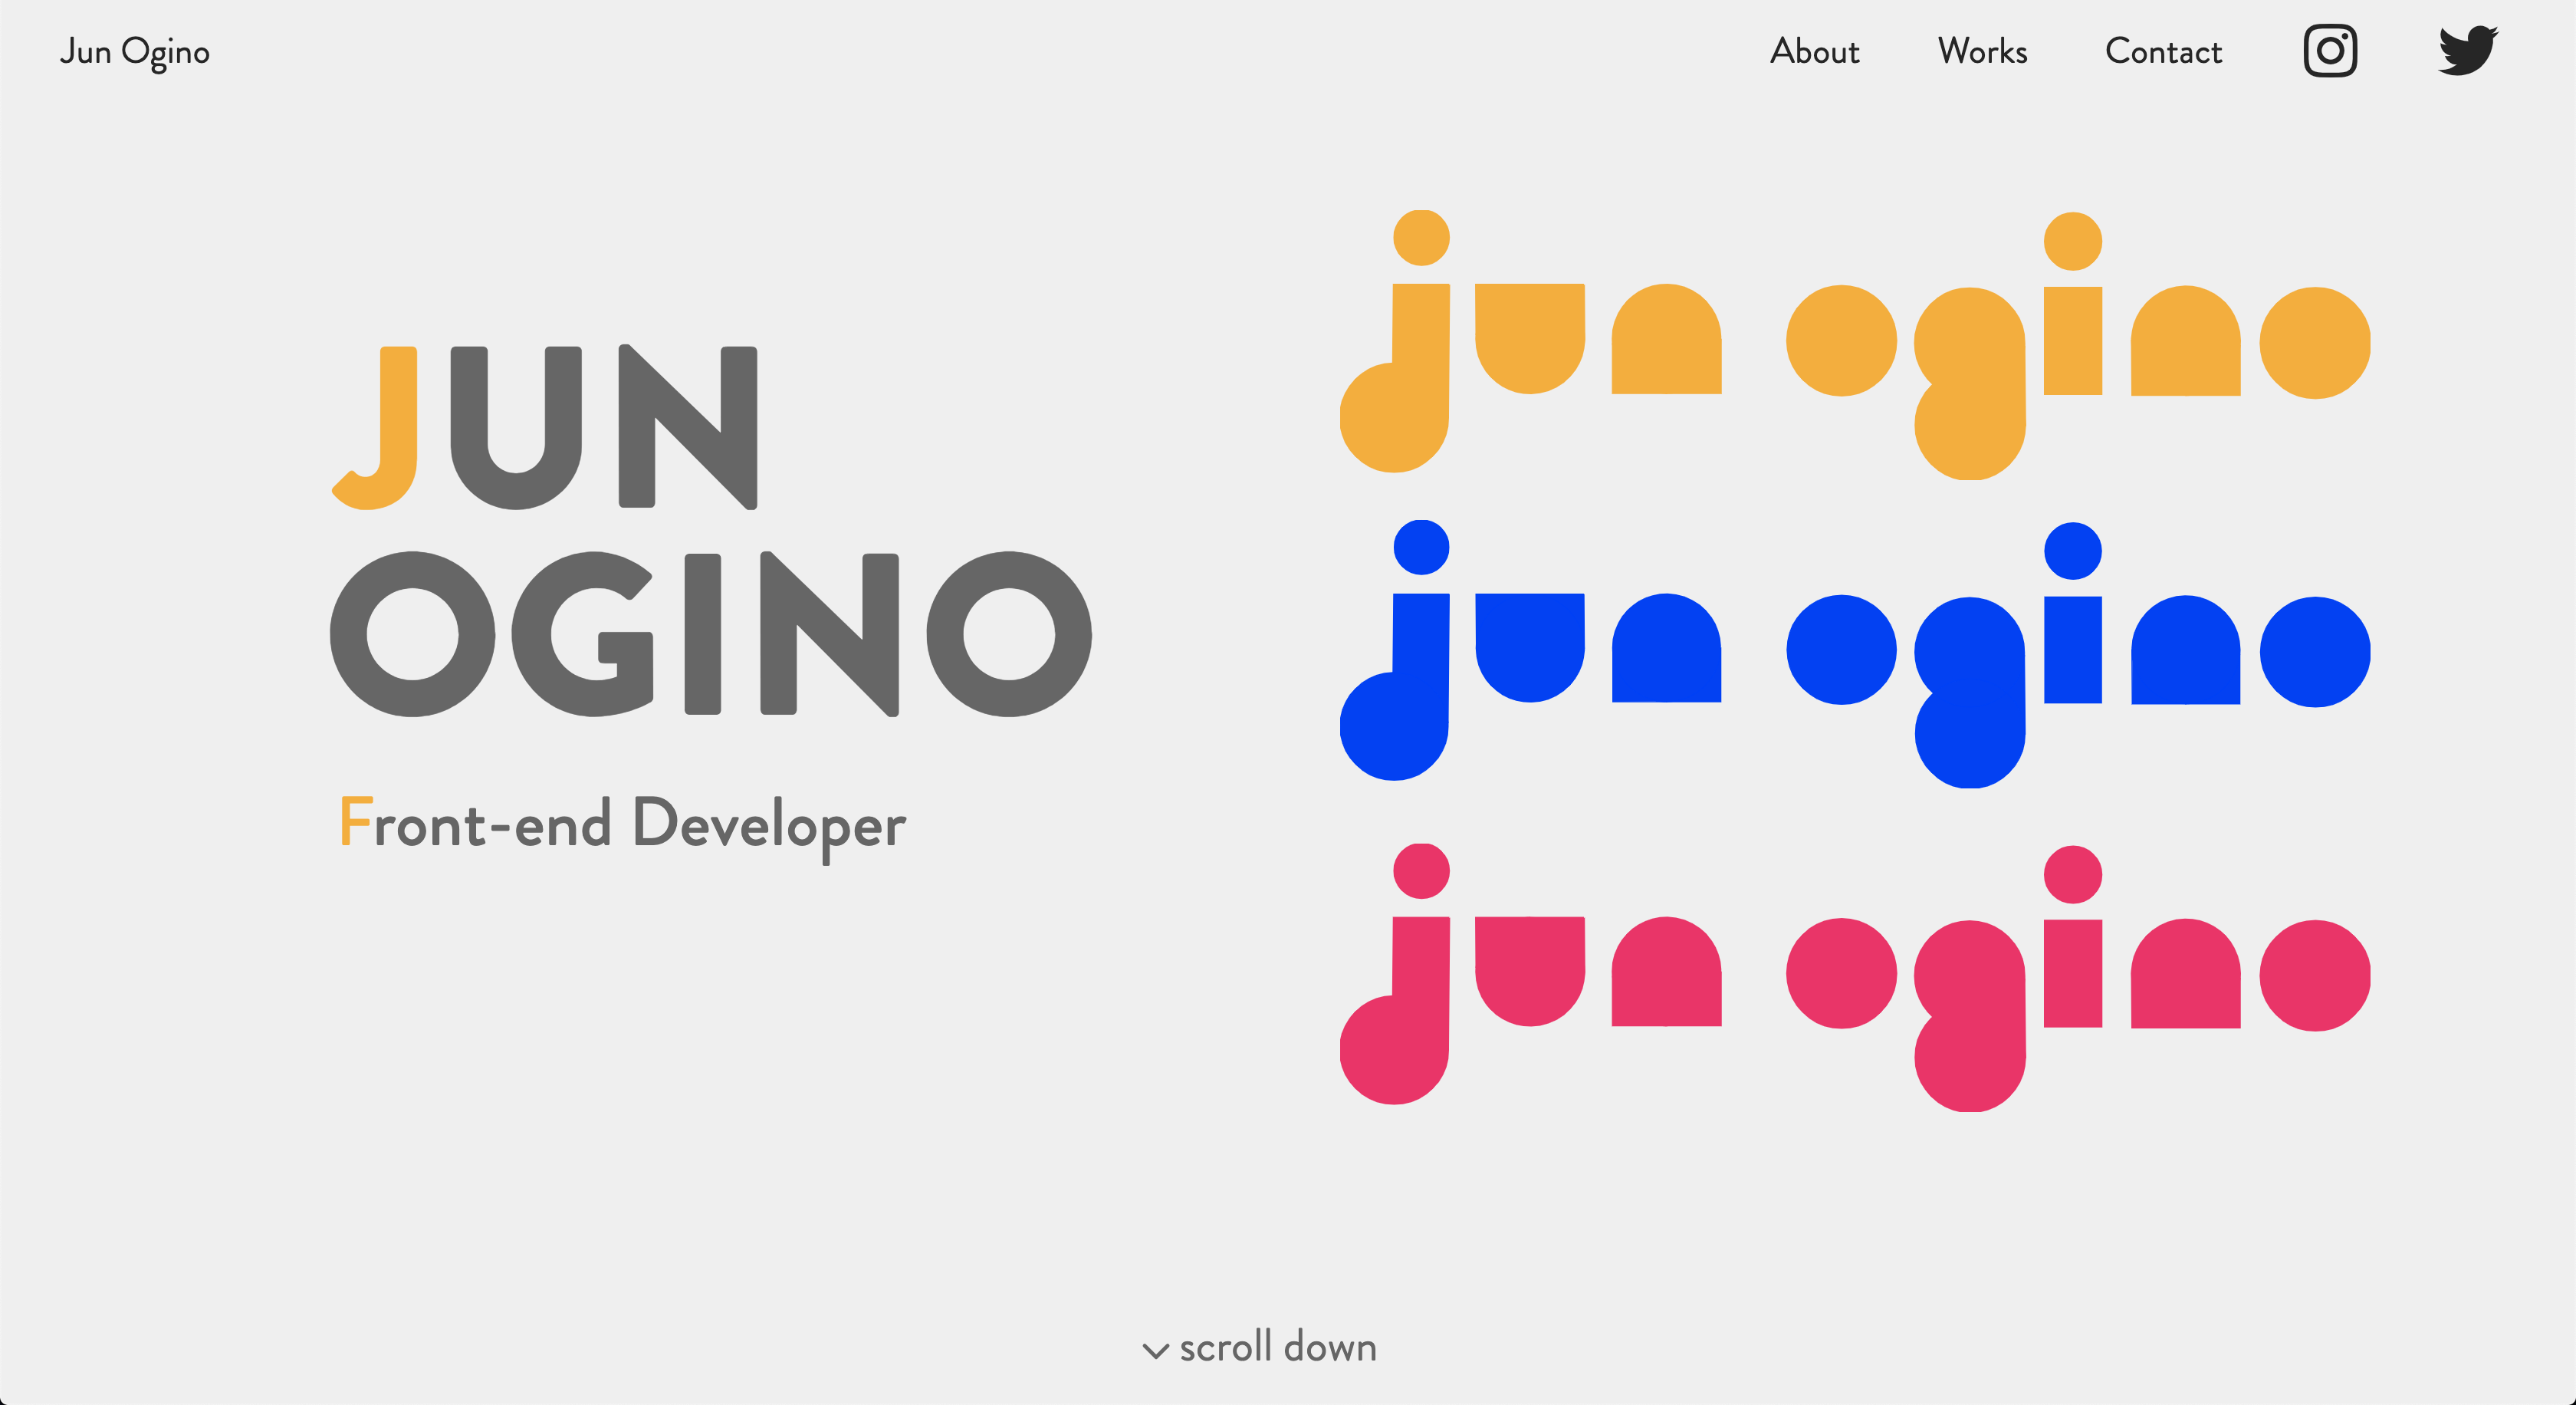 Jun Ogino
About
Works
Contact
JUN
OGINO
Front-end Developer
jun ogino
jun ogino
jun ogino
scroll down